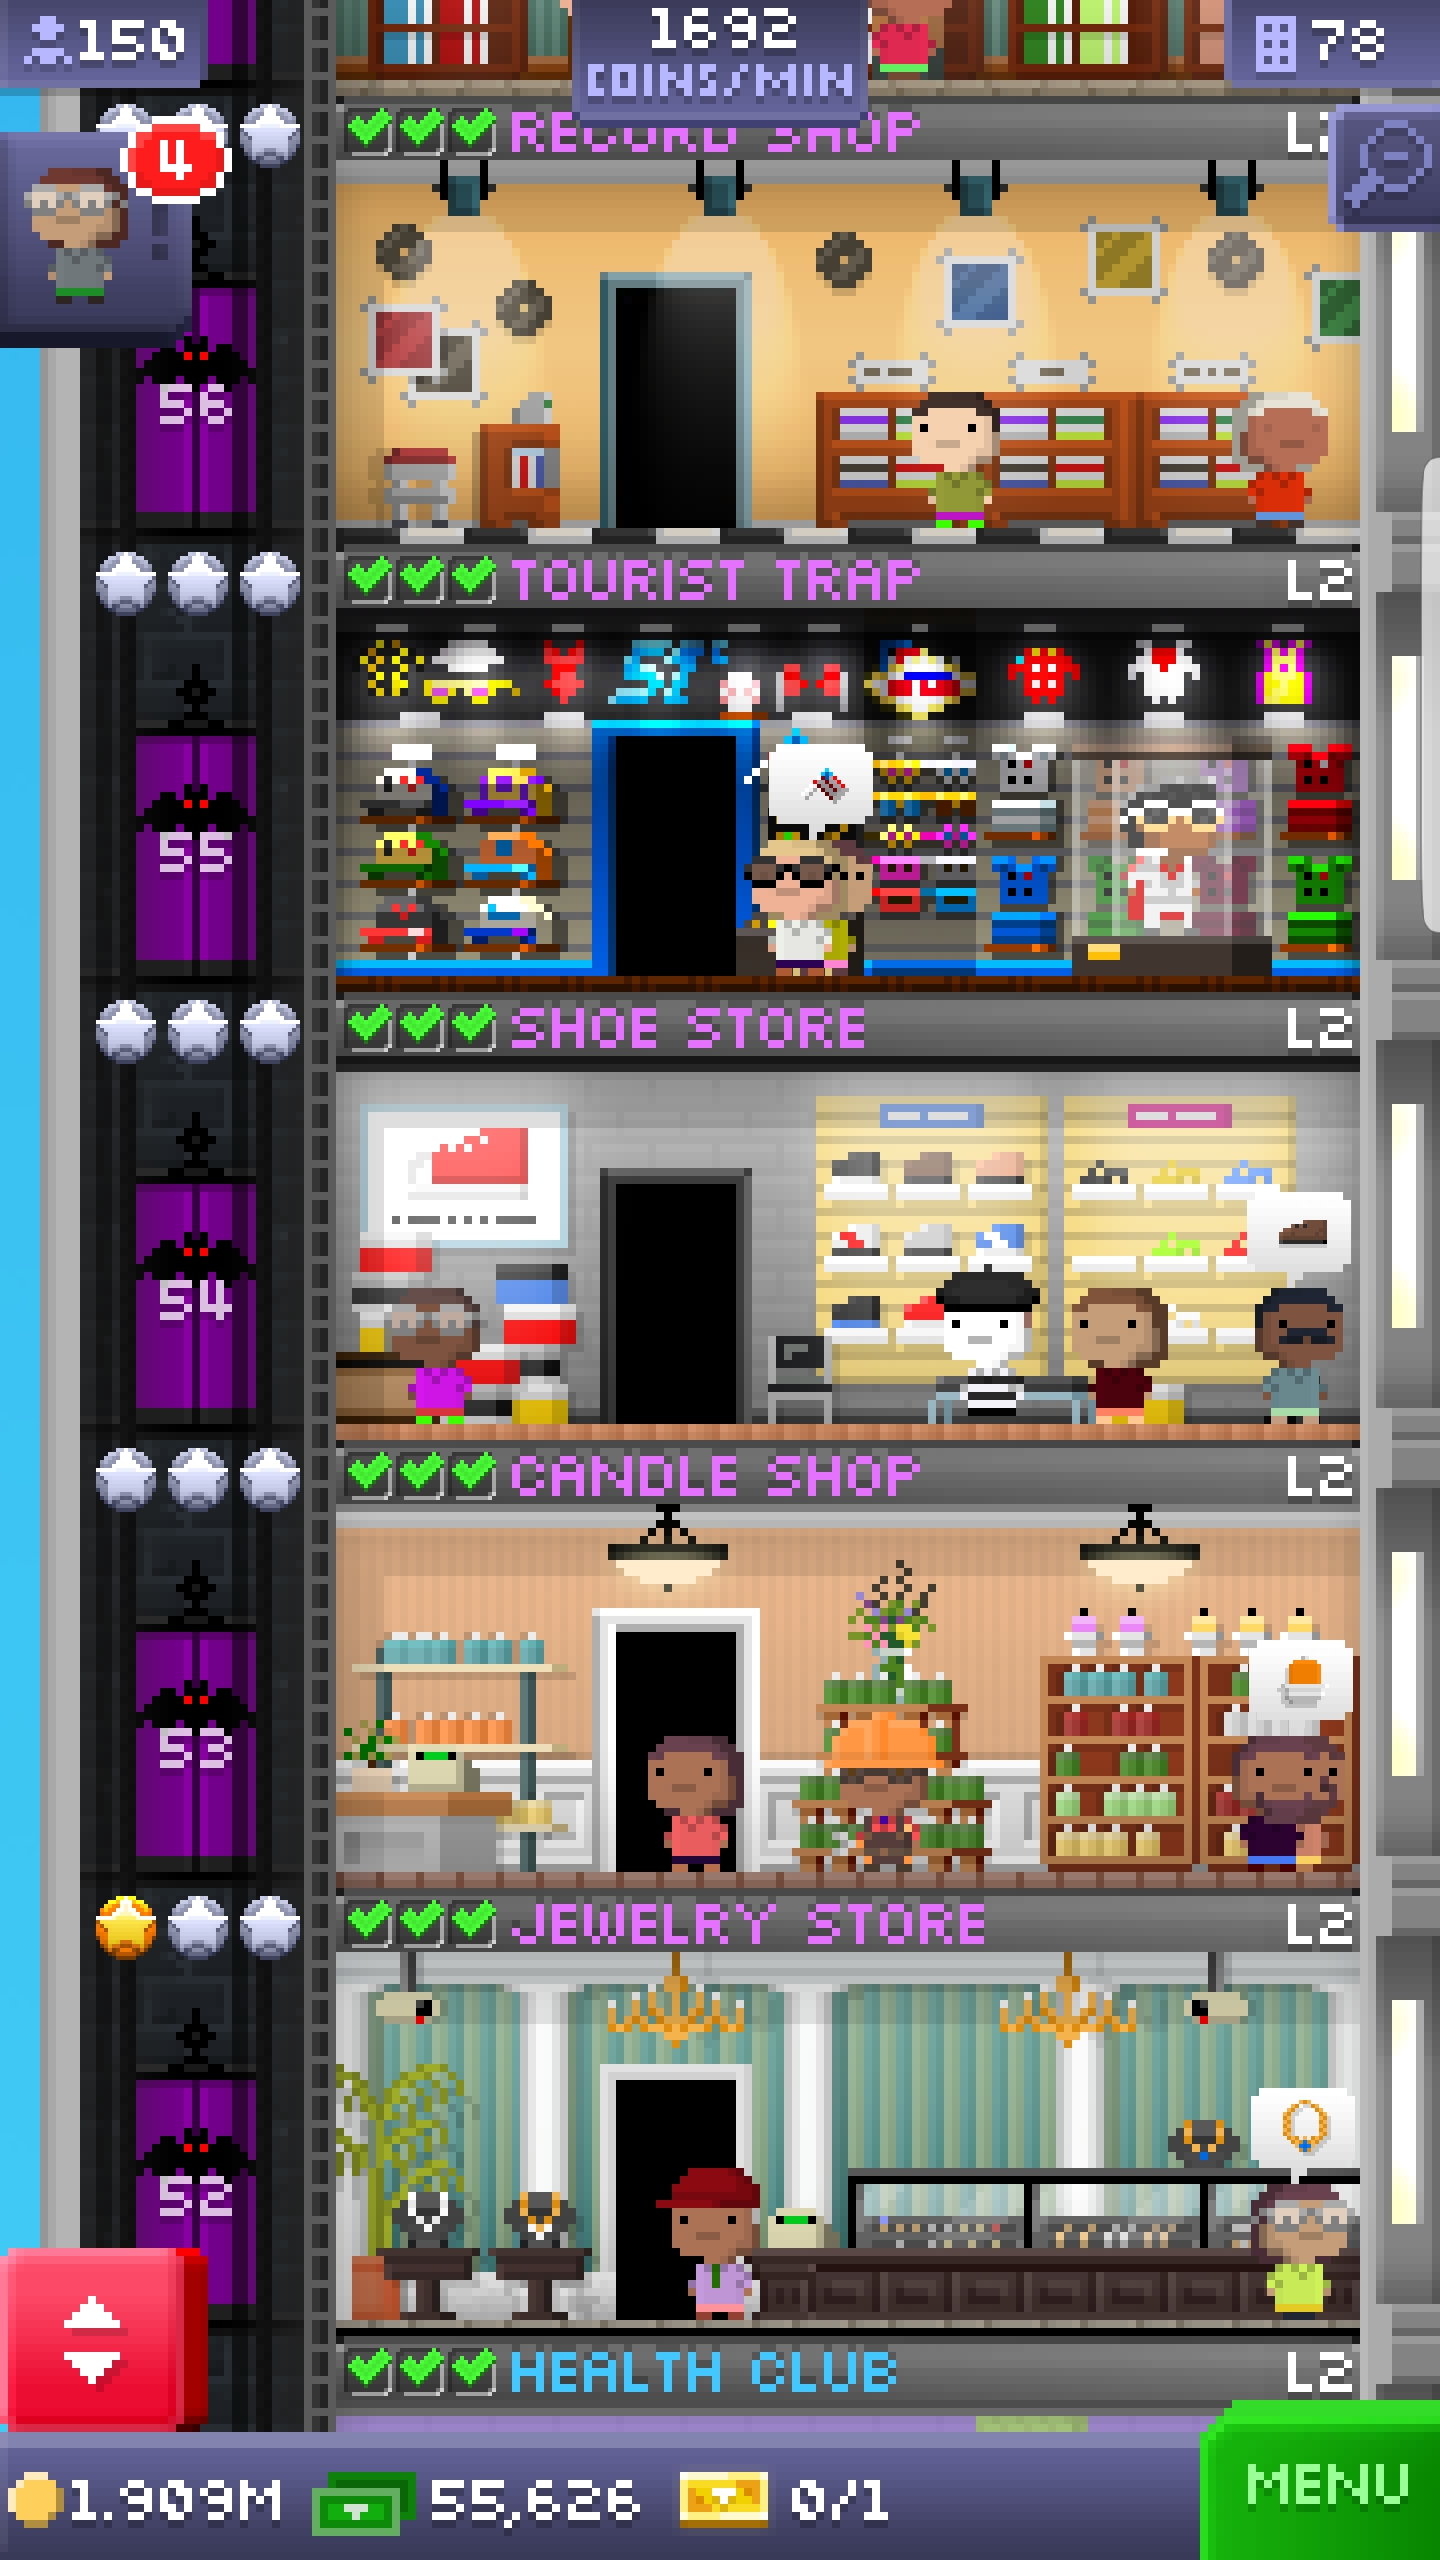 150
1692
COINS/MIN
78
4
RECORD SHOP L2
56
TOURIST TRAP L2
55
SHOE STORE L2
54
CANDLE SHOP L2
53
JEWELRY STORE L2
52
HEALTH CLUB L2
1.909M 55,626 0/1 MENU